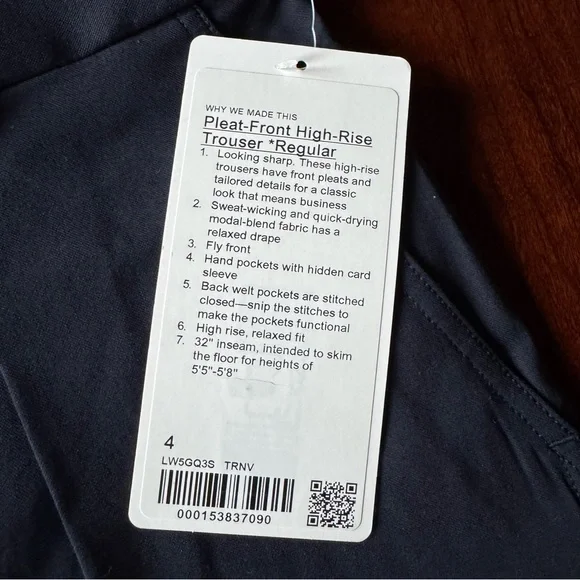 WHY WE MADE THIS
Pleat-Front High-Rise
Trouser *Regular
1. Looking sharp. These high-rise
trousers have front pleats and
tailored details for a classic
look that means business
2. Sweat-wicking and quick-drying
modal-blend fabric has a
relaxed drape
3. Fly front
4. Hand pockets with hidden card
sleeve
5. Back welt pockets are stitched
closed—snip the stitches to
make the pockets functional
6. High rise, relaxed fit
7. 32" inseam, intended to skim
the floor for heights of
5'5"-5'8"
4
LW5GQ3S TRNV
000153837090